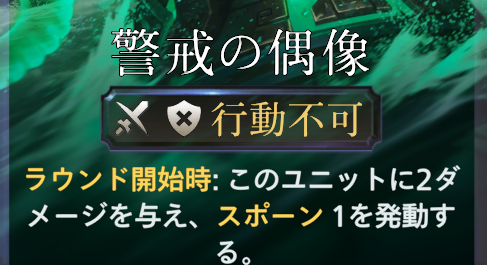 警戒の偶像
行動不可
ラウンド開始時: このユニットに2ダ
メージを与え、スポーン 1を発動す
る。